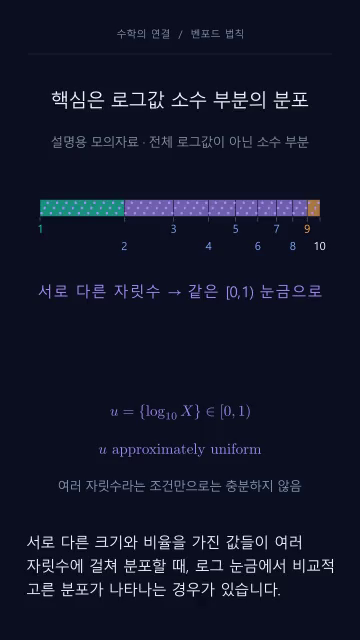 수학의 연결 / 벤포드 법칙
핵심은 로그값 소수 부분의 분포
설명용 모의자료 · 전체 로그값이 아닌 소수 부분
1 3 5 7 9
2 4 6 8 10
서로 다른 자릿수 → 같은 [0,1) 눈금으로
u = {log₁₀ X} ∈ [0, 1)
u approximately uniform
여러 자릿수라는 조건만으로는 충분하지 않음
서로 다른 크기와 비율을 가진 값들이 여러
자릿수에 걸쳐 분포할 때, 로그 눈금에서 비교적
고른 분포가 나타나는 경우가 있습니다.